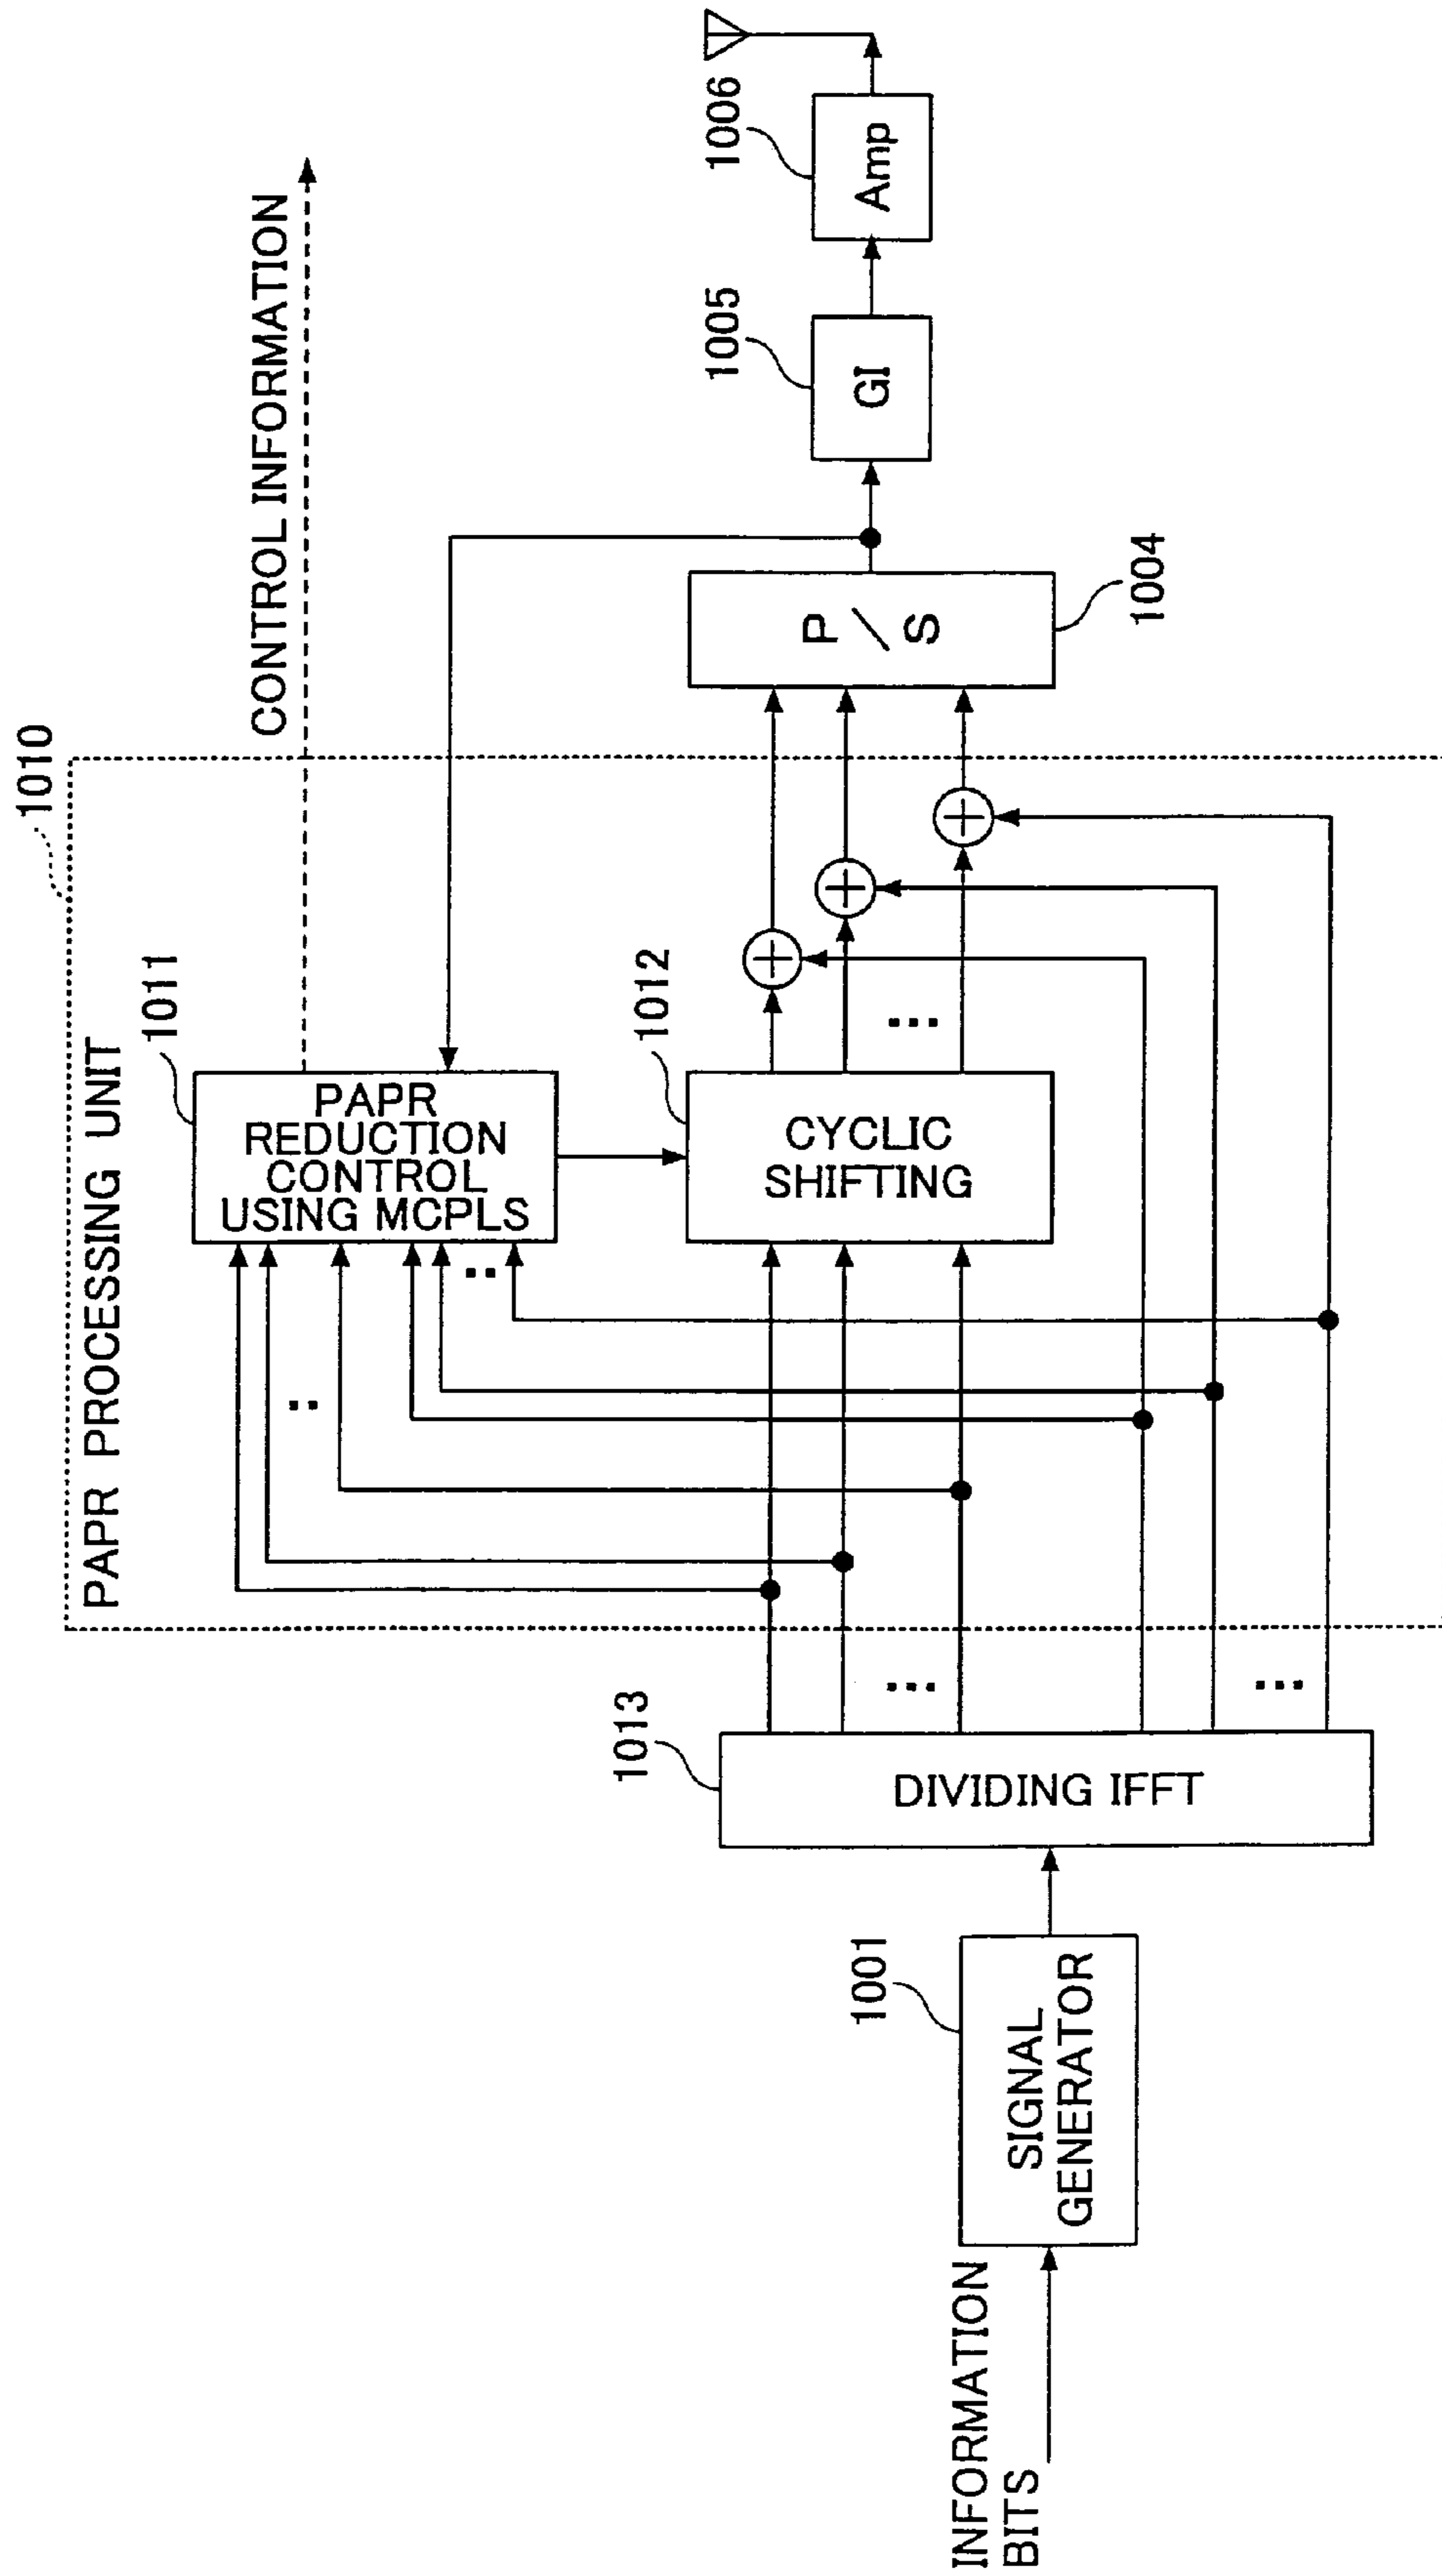 1010
PAPR PROCESSING UNIT
CONTROL INFORMATION
1011
PAPR
REDUCTION
CONTROL
USING MCPLS
1012
CYCLIC
SHIFTING
1013
DIVIDING IFFT
1001
SIGNAL
GENERATOR
INFORMATION
BITS
P/S
1004
1005
GI
1006
Amp